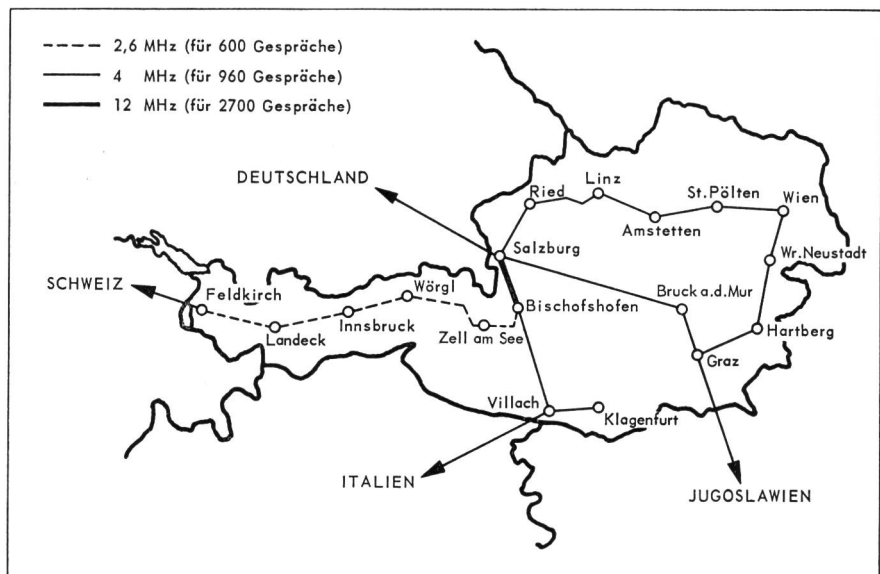 2,6 MHz (für 600 Gespräche)
4 MHz (für 960 Gespräche)
12 MHz (für 2700 Gespräche)
DEUTSCHLAND
Ried
Linz
St. Pölten
Wien
Amstetten
Salzburg
Wr. Neustadt
SCHWEIZ
Feldkirch
Wörgl
Bruck a. d. Mur
Landeck
Innsbruck
Zell am See
Bischofshofen
Hartberg
Graz
Villach
Klagenfurt
ITALIEN
JUGOSLAWIEN